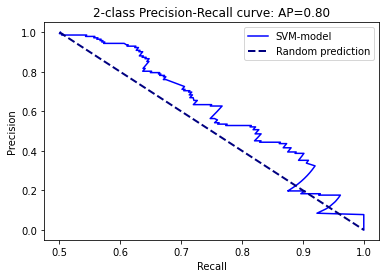 2-class Precision-Recall curve: AP=0.80
SVM-model
Random prediction
Precision
1.0
0.8
0.6
0.4
0.2
0.0
0.5
0.6
0.7
0.8
0.9
1.0
Recall